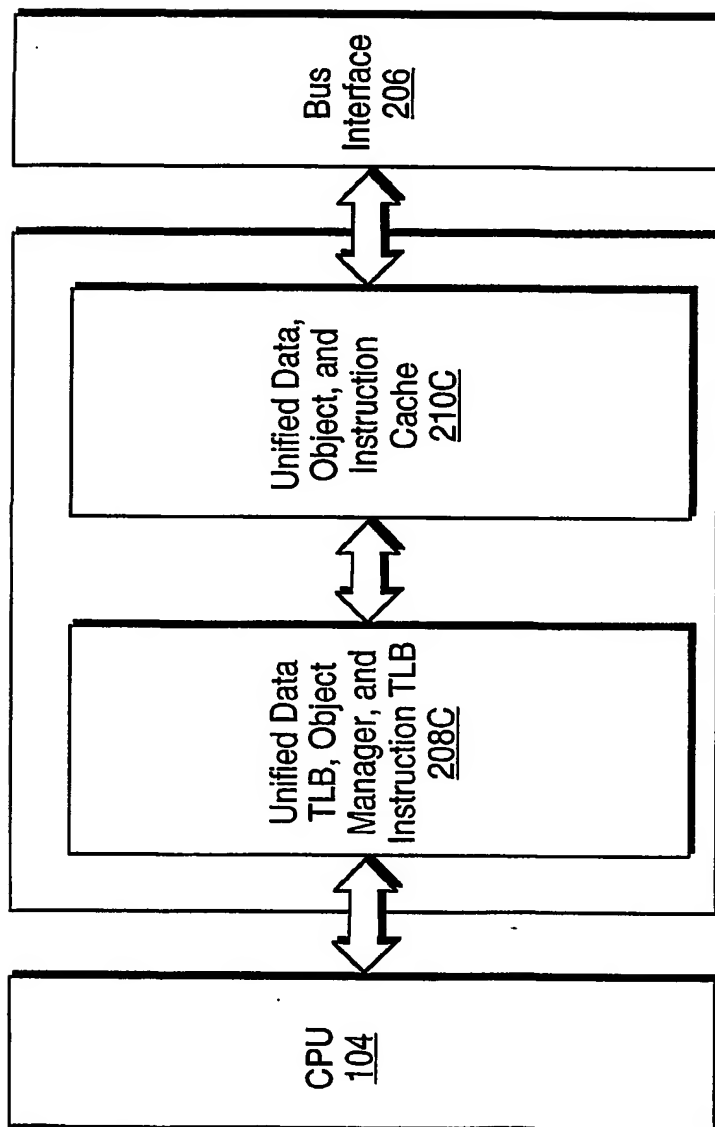 CPU
104
Unified Data
TLB, Object
Manager, and
Instruction TLB
208C
Unified Data,
Object, and
Instruction
Cache
210C
Bus
Interface
206